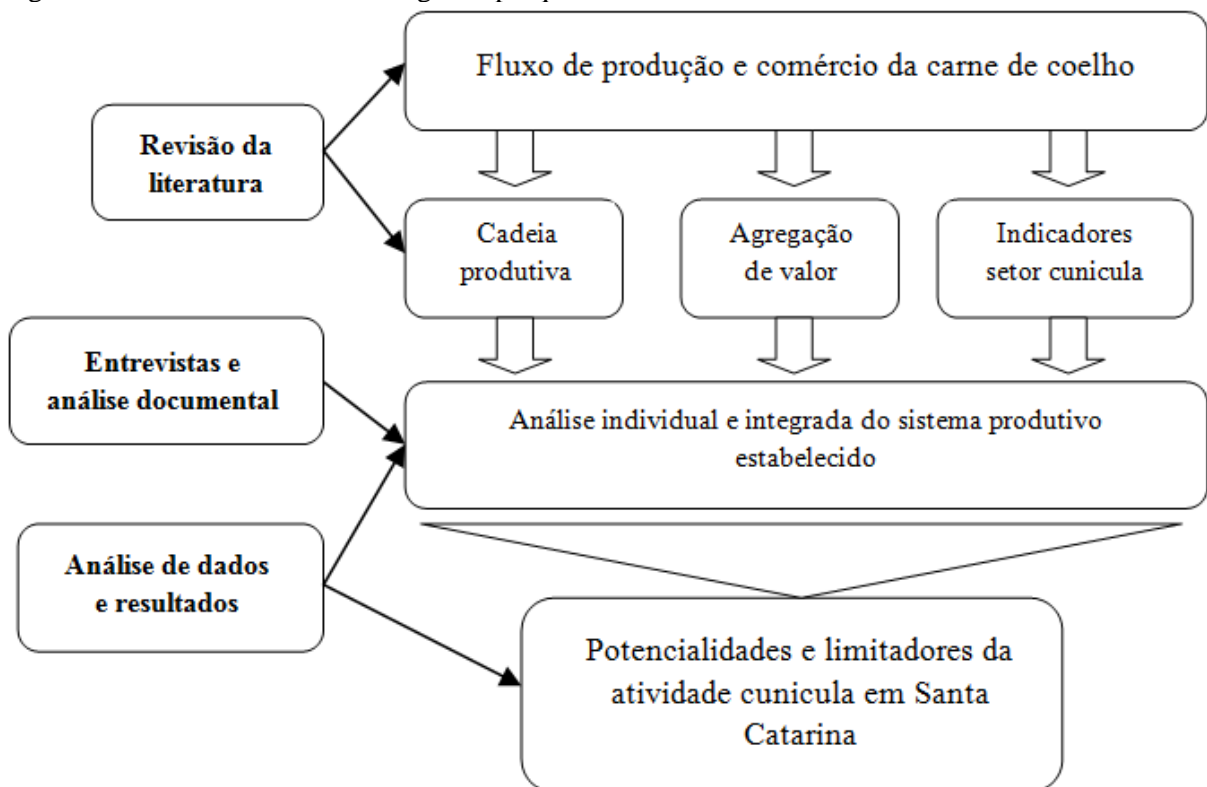 Fluxo de produção e comércio da carne de coelho
Revisão da
literatura
Cadeia
produtiva
Agregação
de valor
Indicadores
setor cunicula
Entrevistas e
análise documental
Análise individual e integrada do sistema produtivo
estabelecido
Análise de dados
e resultados
Potencialidades e limitadores da
atividade cunicula em Santa
Catarina